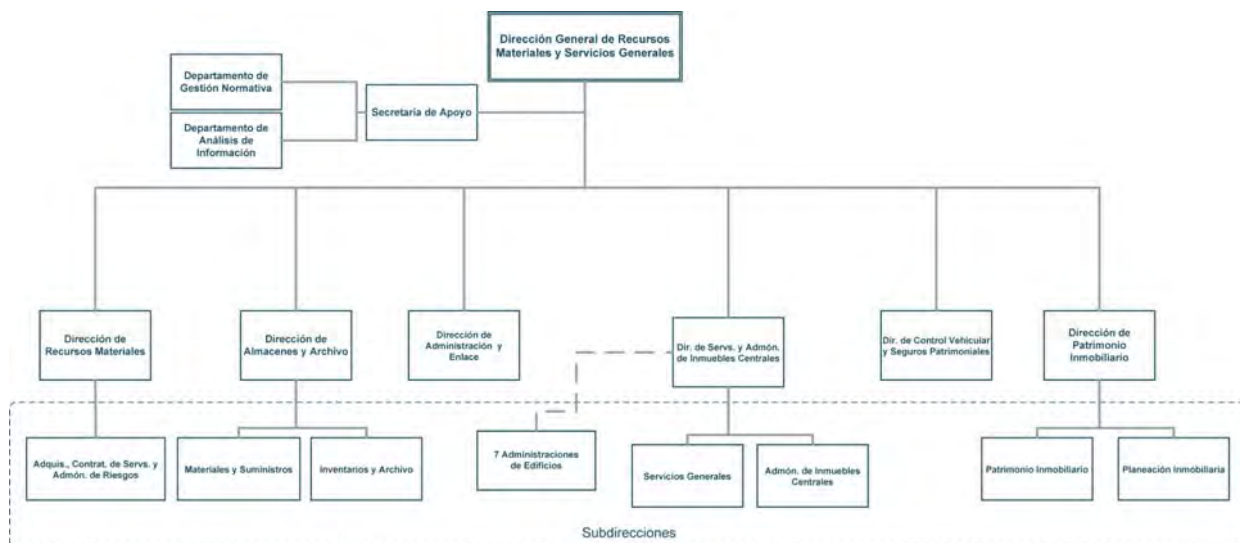 Dirección General de Recursos
Materiales y Servicios Generales
Departamento de
Gestión Normativa
Secretaría de Apoyo
Departamento de
Análisis de
Información
Dirección de
Recursos Materiales
Dirección de
Almacenes y Archivo
Dirección de
Administración y
Enlace
Dir. de Servs. y Admón.
de Inmuebles Centrales
Dir. de Control Vehicular
y Seguros Patrimoniales
Dirección de
Patrimonio
Inmobiliario
Adquis., Contrat. de Servs. y
Admón. de Riesgos
Materiales y Suministros
Inventarios y Archivo
7 Administraciones
de Edificios
Servicios Generales
Admón. de Inmuebles
Centrales
Patrimonio Inmobiliario
Planeación Inmobiliaria
Subdirecciones